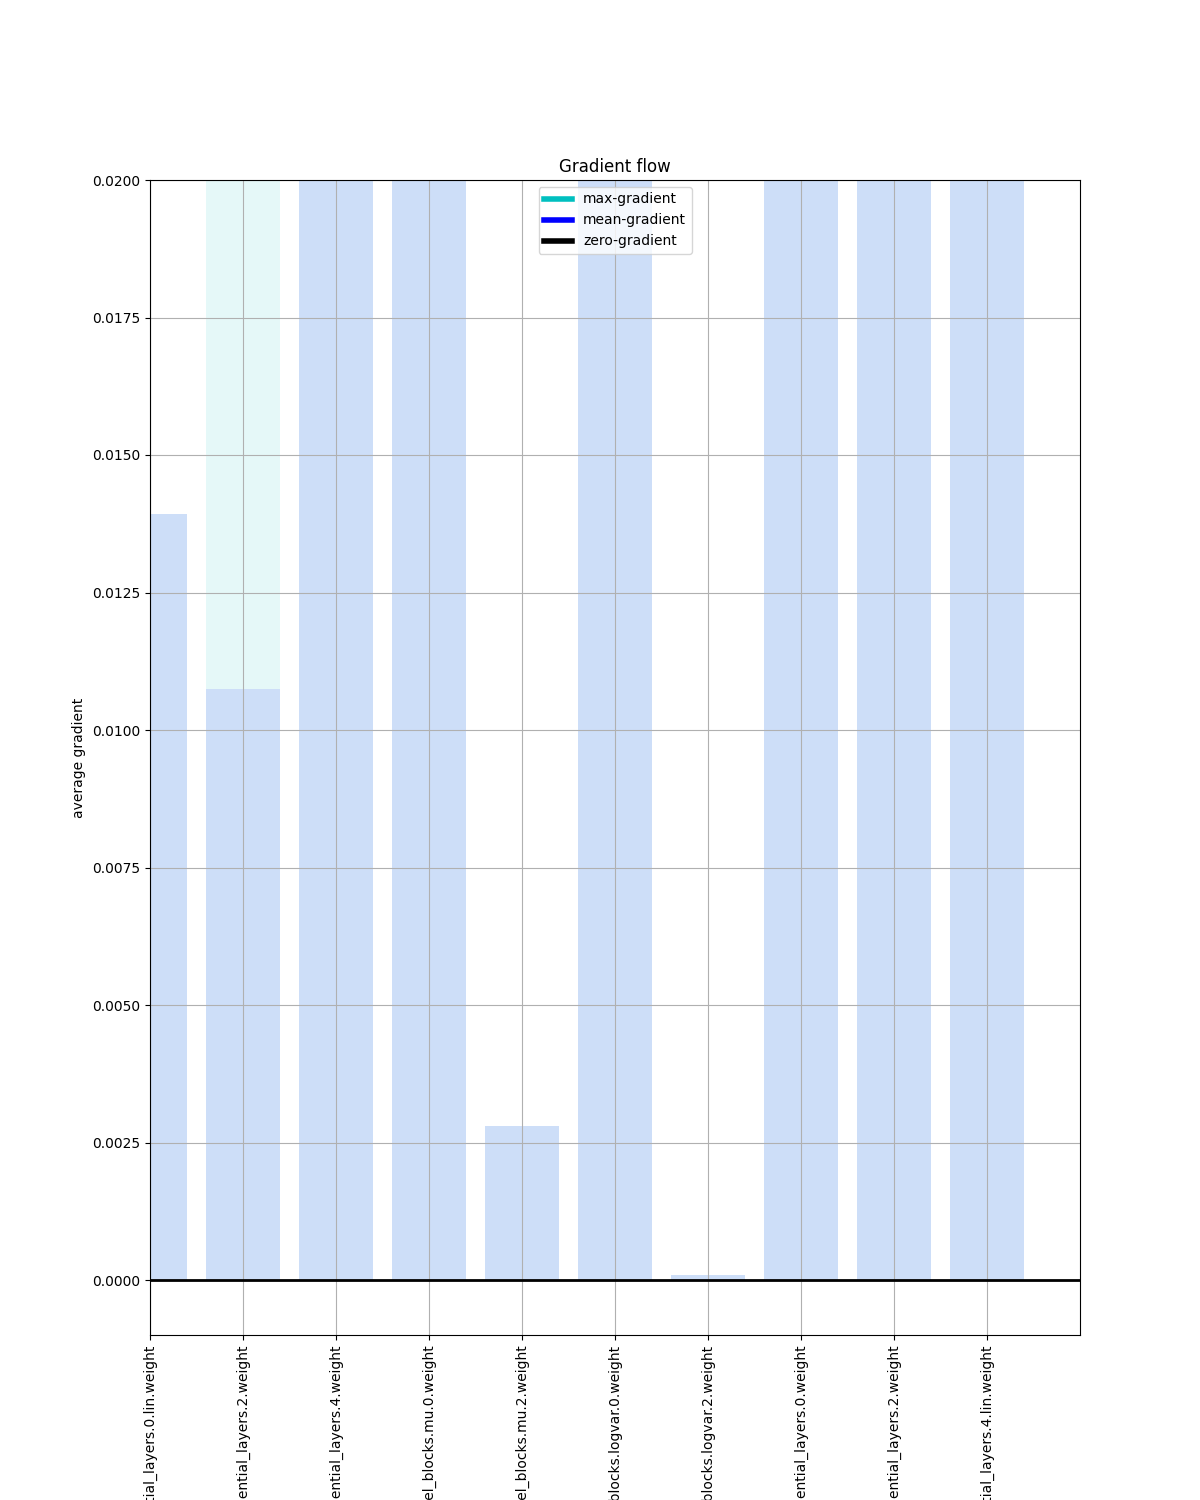 Gradient flow
max-gradient
mean-gradient
zero-gradient
0.0200
0.0175
0.0150
0.0125
0.0100
0.0075
0.0050
0.0025
0.0000
average gradient
tial_layers.0.lin.weight
ential_layers.2.weight
ential_layers.4.weight
el_blocks.mu.0.weight
el_blocks.mu.2.weight
blocks.logvar.0.weight
blocks.logvar.2.weight
ential_layers.0.weight
ential_layers.2.weight
tial_layers.4.lin.weight